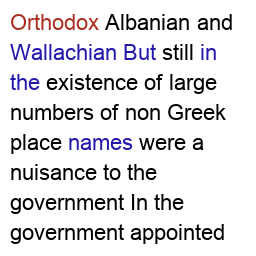 Orthodox Albanian and
Wallachian But still in
the existence of large
numbers of non Greek
place names were a
nuisance to the
government In the
government appointed